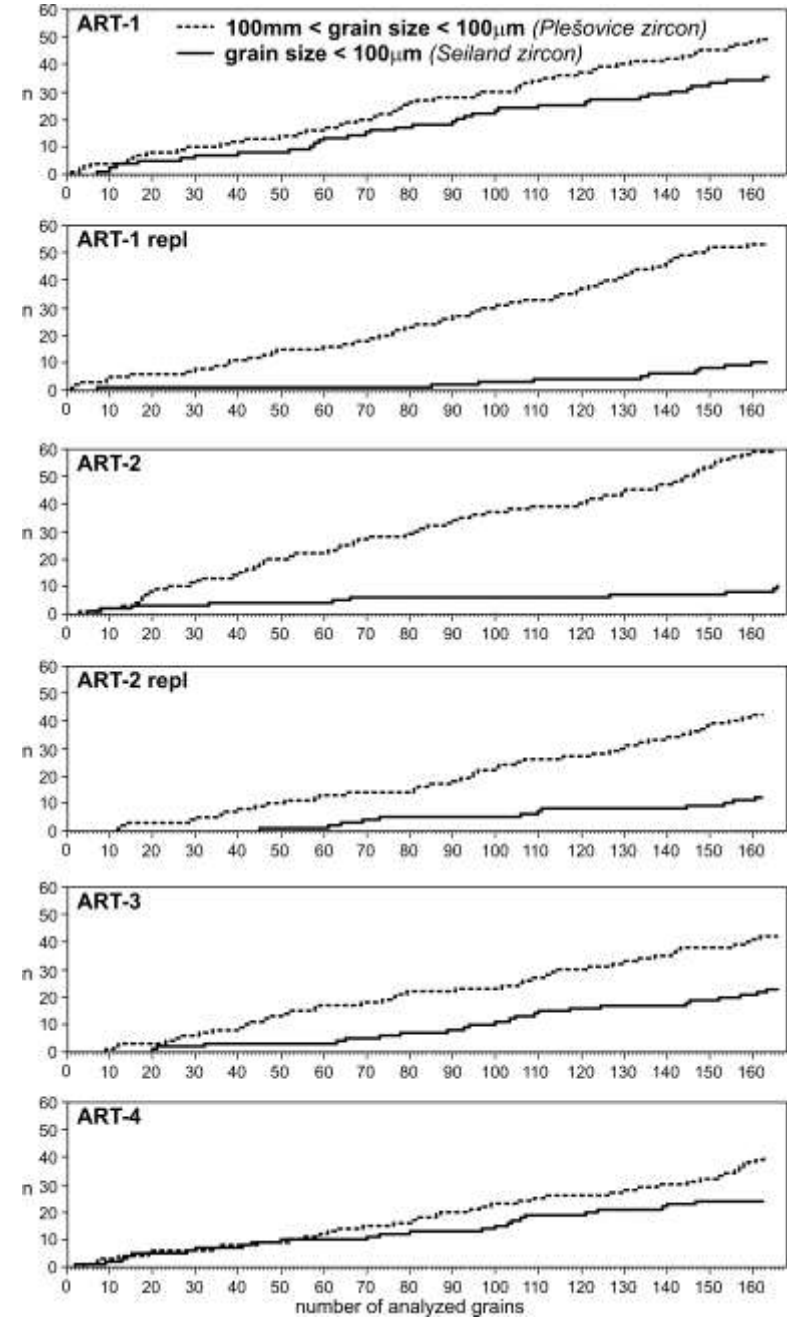 ART-1
100mm < grain size < 100µm (Plešovice zircon)
grain size < 100µm (Seiland zircon)
60
50
40
n 30
20
10
0
0 10 20 30 40 50 60 70 80 90 100 110 120 130 140 150 160
ART-1 repl
60
50
40
n 30
20
10
0
0 10 20 30 40 50 60 70 80 90 100 110 120 130 140 150 160
ART-2
60
50
40
n 30
20
10
0
0 10 20 30 40 50 60 70 80 90 100 110 120 130 140 150 160
ART-2 repl
60
50
40
n 30
20
10
0
0 10 20 30 40 50 60 70 80 90 100 110 120 130 140 150 160
ART-3
60
50
40
n 30
20
10
0
0 10 20 30 40 50 60 70 80 90 100 110 120 130 140 150 160
ART-4
60
50
40
n 30
20
10
0
0 10 20 30 40 50 60 70 80 90 100 110 120 130 140 150 160
number of analyzed grains